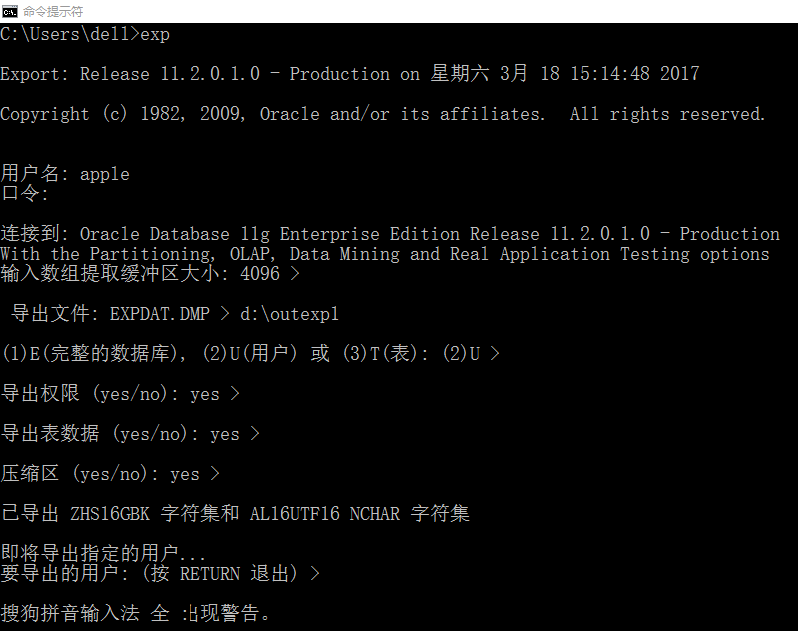 命令提示符
C:\Users\dell>exp
Export: Release 11.2.0.1.0 - Production on 星期六 3月 18 15:14:48 2017
Copyright (c) 1982, 2009, Oracle and/or its affiliates.  All rights reserved.
用户名: apple
口令:
连接到: Oracle Database 11g Enterprise Edition Release 11.2.0.1.0 - Production
With the Partitioning, OLAP, Data Mining and Real Application Testing options
输入数组提取缓冲区大小: 4096 >
导出文件: EXPDAT.DMP > d:\outexp1
(1)E(完整的数据库), (2)U(用户) 或 (3)T(表): (2)U >
导出权限 (yes/no): yes >
导出表数据 (yes/no): yes >
压缩区 (yes/no): yes >
已导出 ZHS16GBK 字符集和 AL16UTF16 NCHAR 字符集
即将导出指定的用户...
要导出的用户: (按 RETURN 退出) >
搜狗拼音输入法 全 :出现警告。